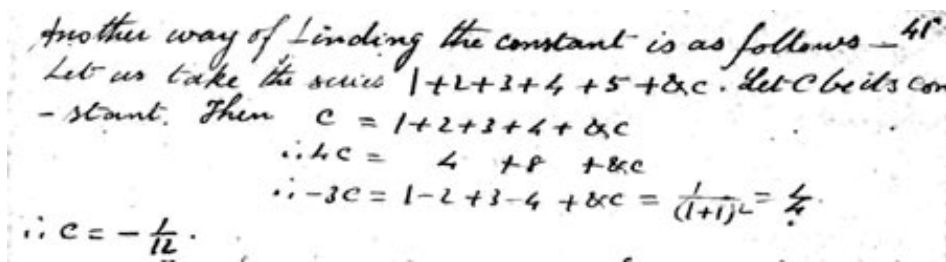 Another way of finding the constant is as follows — 41
Let us take the series 1+2+3+4+5+&c. Let C be its con
-stant. Then c = 1+2+3+4+&c
∴ 4c = 4 +8 +&c
∴ -3c = 1-2+3-4+&c = 1/(1+1)² = 1/4
∴ c = -1/12.